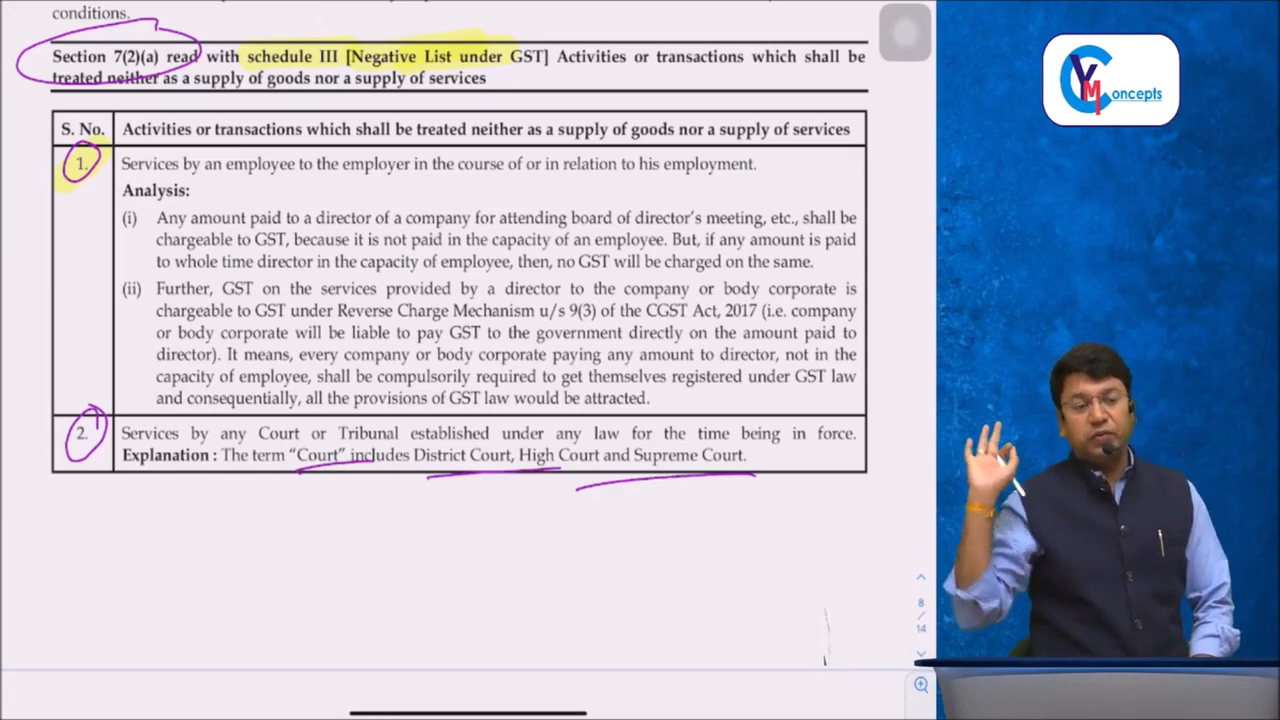 conditions.
Section 7(2)(a) read with schedule III [Negative List under GST] Activities or transactions which shall be
treated neither as a supply of goods nor a supply of services
S. No. Activities or transactions which shall be treated neither as a supply of goods nor a supply of services
1. Services by an employee to the employer in the course of or in relation to his employment.
Analysis:
(i) Any amount paid to a director of a company for attending board of director's meeting, etc., shall be
chargeable to GST, because it is not paid in the capacity of an employee. But, if any amount is paid
to whole time director in the capacity of employee, then, no GST will be charged on the same.
(ii) Further, GST on the services provided by a director to the company or body corporate is
chargeable to GST under Reverse Charge Mechanism u/s 9(3) of the CGST Act, 2017 (i.e. company
or body corporate will be liable to pay GST to the government directly on the amount paid to
director). It means, every company or body corporate paying any amount to director, not in the
capacity of employee, shall be compulsorily required to get themselves registered under GST law
and consequentially, all the provisions of GST law would be attracted.
2. Services by any Court or Tribunal established under any law for the time being in force.
Explanation : The term "Court" includes District Court, High Court and Supreme Court.
8
/
14
CYM
oncepts